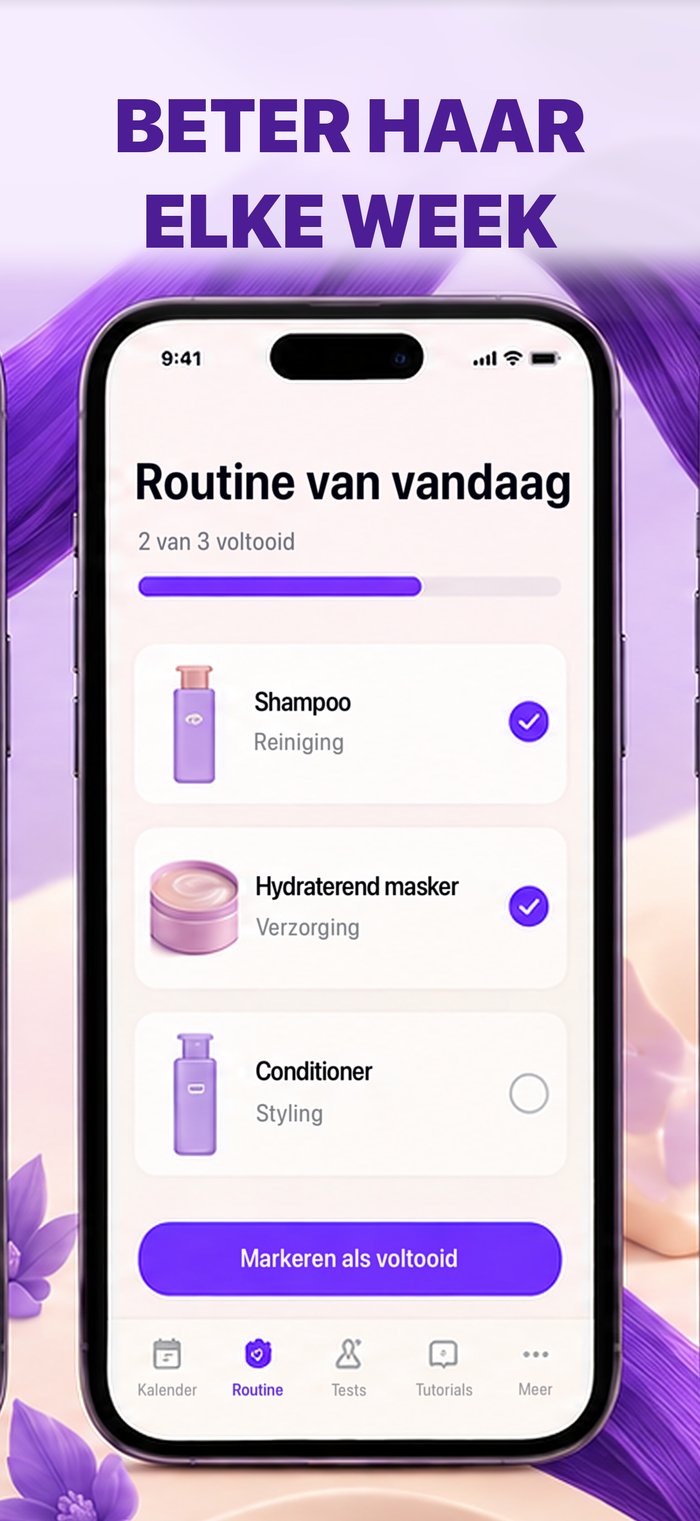 BETER HAAR
ELKE WEEK
9:41
Routine van vandaag
2 van 3 voltooid
Shampoo
Reiniging
Hydraterend masker
Verzorging
Conditioner
Styling
Markeren als voltooid
Kalender
Routine
Tests
Tutorials
Meer